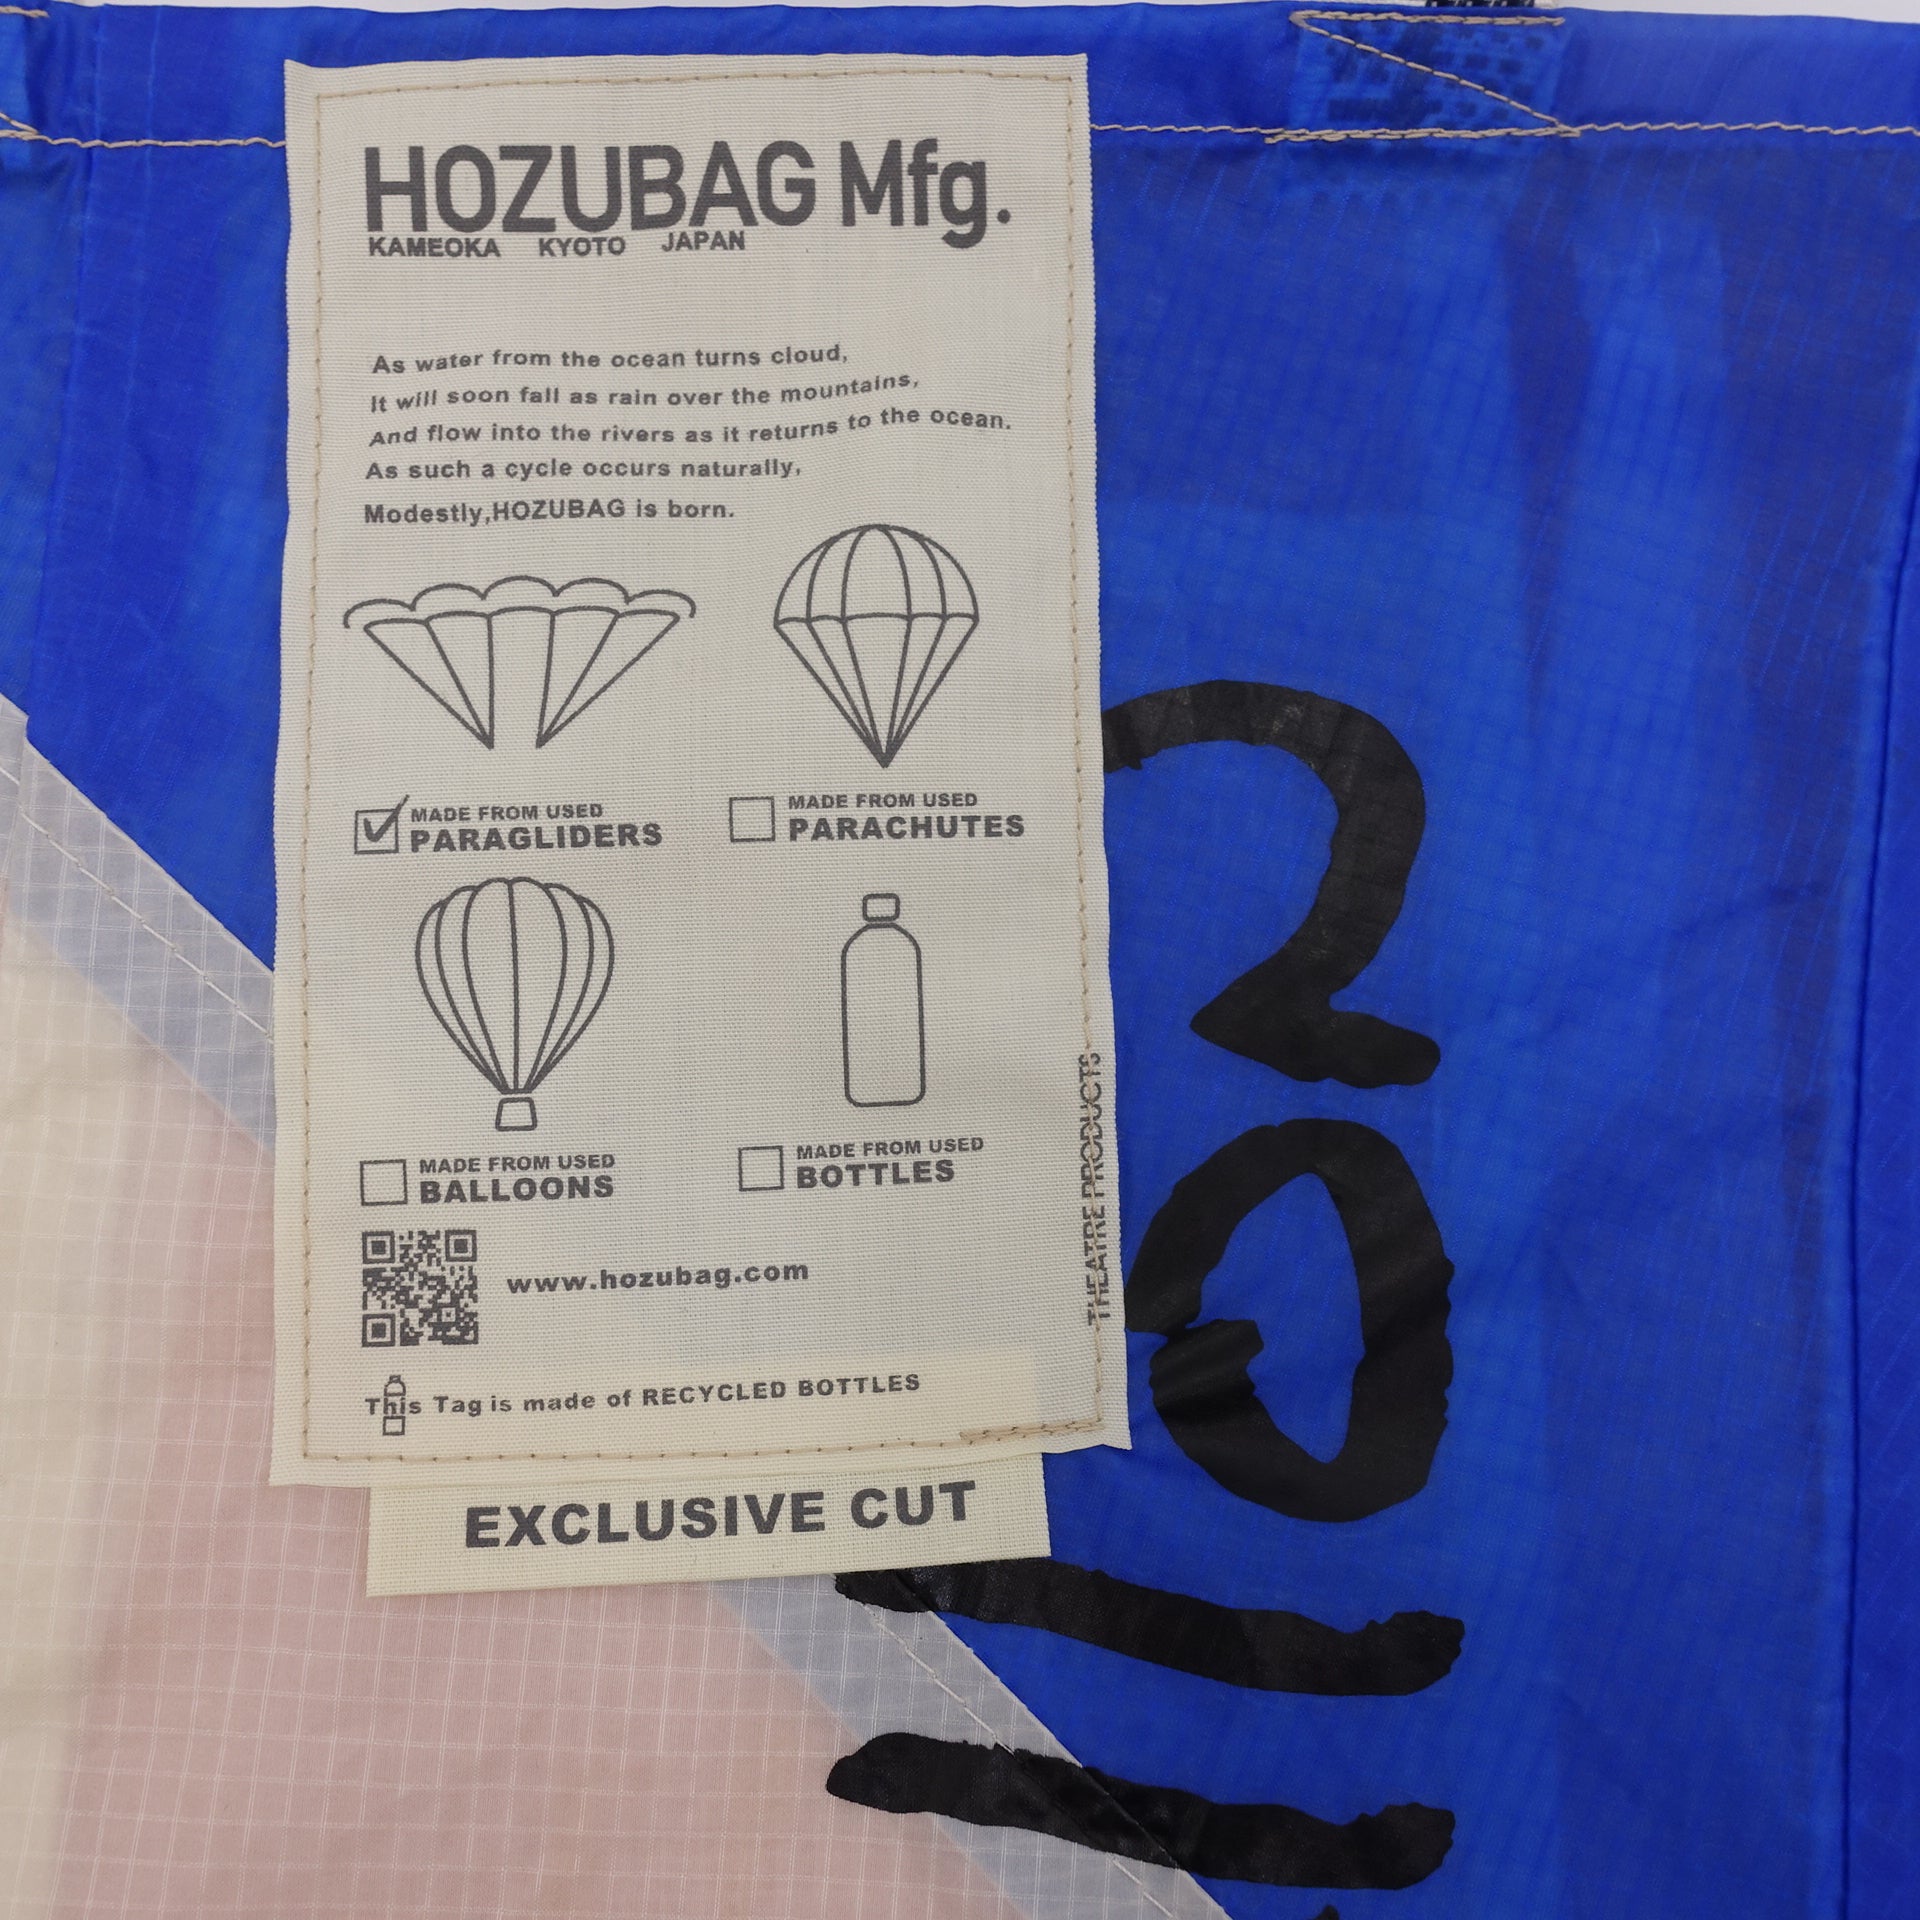 HOZUBAG Mfg.
KAMEOKA KYOTO JAPAN
As water from the ocean turns cloud,
It will soon fall as rain over the mountains,
And flow into the rivers as it returns to the ocean.
As such a cycle occurs naturally,
Modestly,HOZUBAG is born.
MADE FROM USED
PARAGLIDERS
MADE FROM USED
PARACHUTES
MADE FROM USED
BALLOONS
MADE FROM USED
BOTTLES
www.hozubag.com
THEATRE PRODUCTS
This Tag is made of RECYCLED BOTTLES
EXCLUSIVE CUT